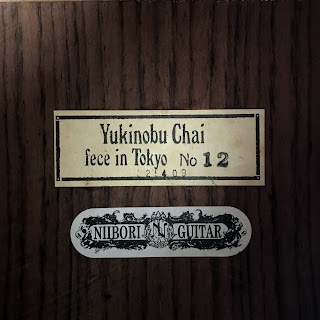 Yukinobu Chai
fece in Tokyo No 12
NIIBORI N GUITAR